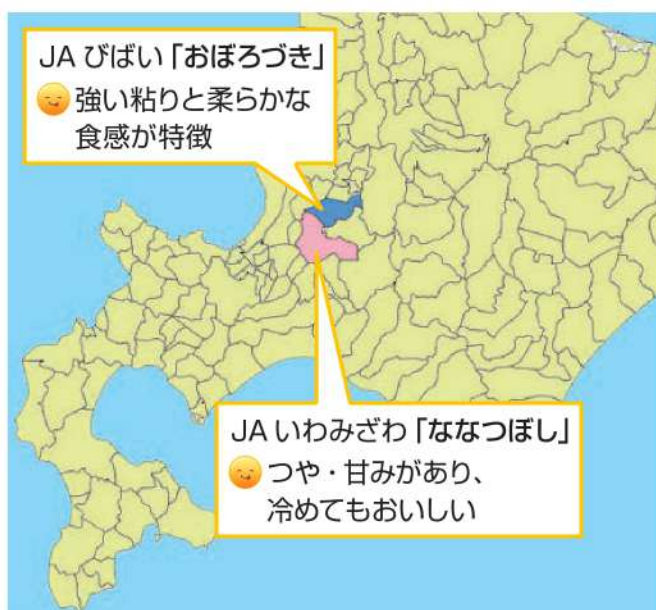 JA びばい「おぼろづき」
強い粘りと柔らかな
食感が特徴
JA いわみざわ「ななつぼし」
つや・甘みがあり、
冷めてもおいしい